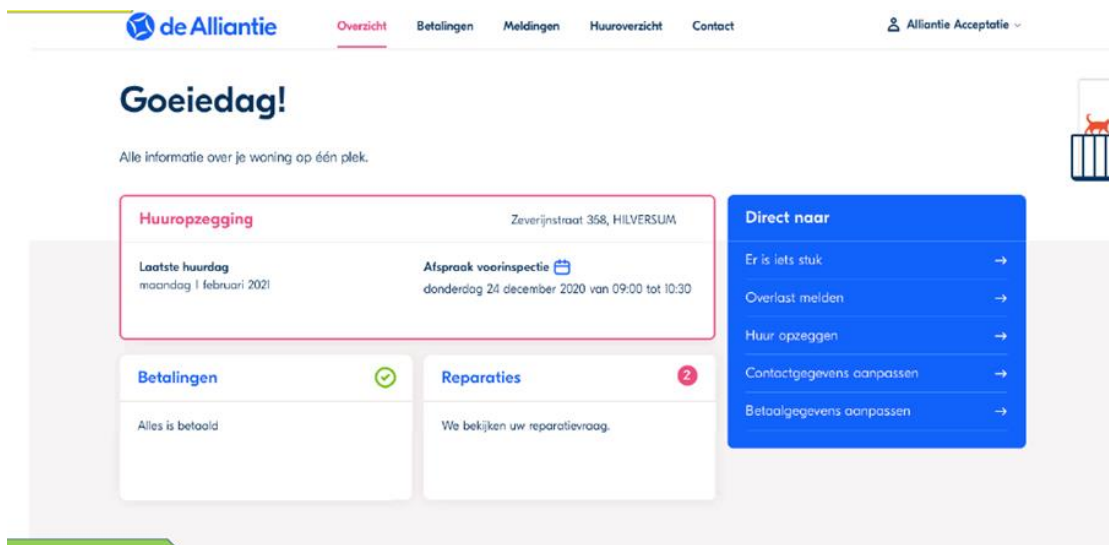 de Alliantie
Overzicht
Betalingen
Meldingen
Huuroverzicht
Contact
Alliantie Acceptatie
Goeiedag!
Alle informatie over je woning op één plek.
Huuropzegging
Zeverijnstraat 358, HILVERSUM
Laatste huurdag
maandag 1 februari 2021
Afspraak voorinspectie
donderdag 24 december 2020 van 09:00 tot 10:30
Betalingen
Alles is betaald
Reparaties
2
We bekijken uw reparatievraag.
Direct naar
Er is iets stuk
Overlast melden
Huur opzeggen
Contactgegevens aanpassen
Betaalgegevens aanpassen